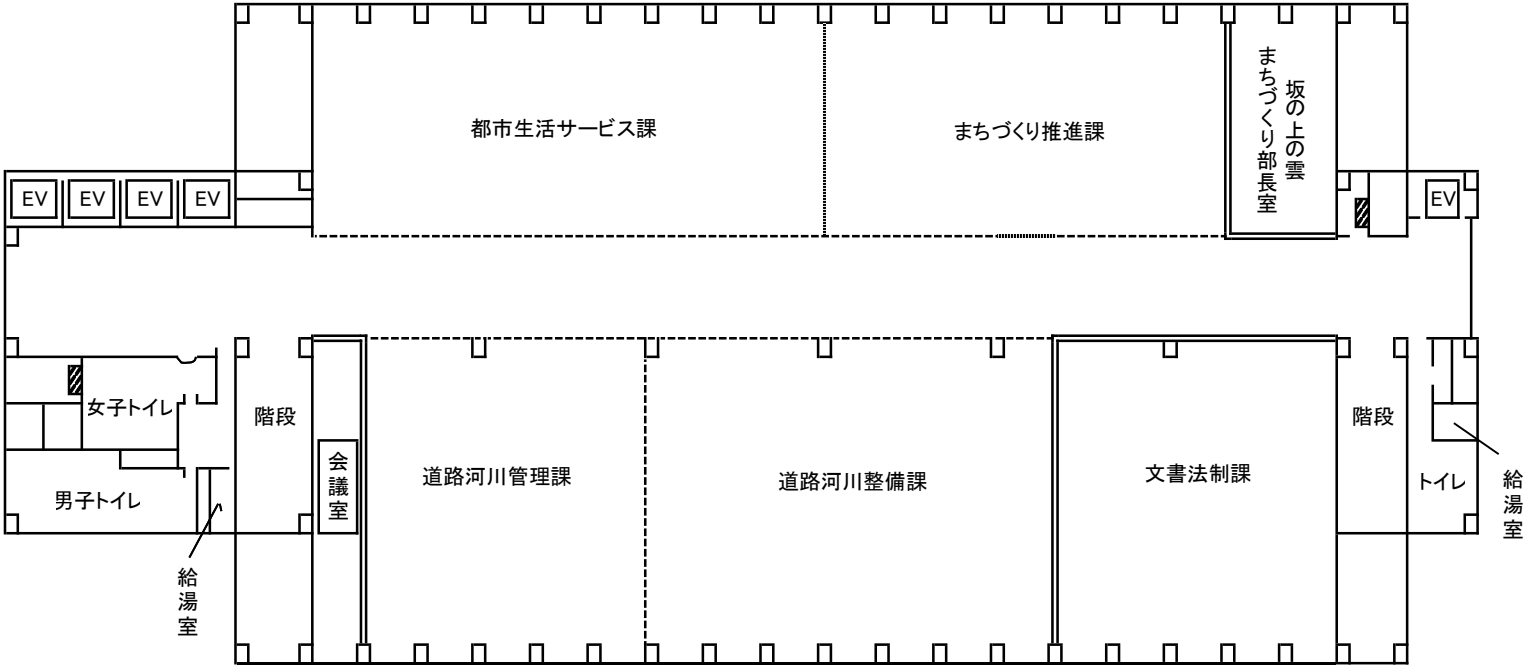 都市生活サービス課
まちづくり推進課
坂の上の雲
まちづくり部長室
EV
EV
EV
EV
EV
女子トイレ
階段
会議室
道路河川管理課
道路河川整備課
文書法制課
階段
男子トイレ
トイレ
給湯室
給湯室